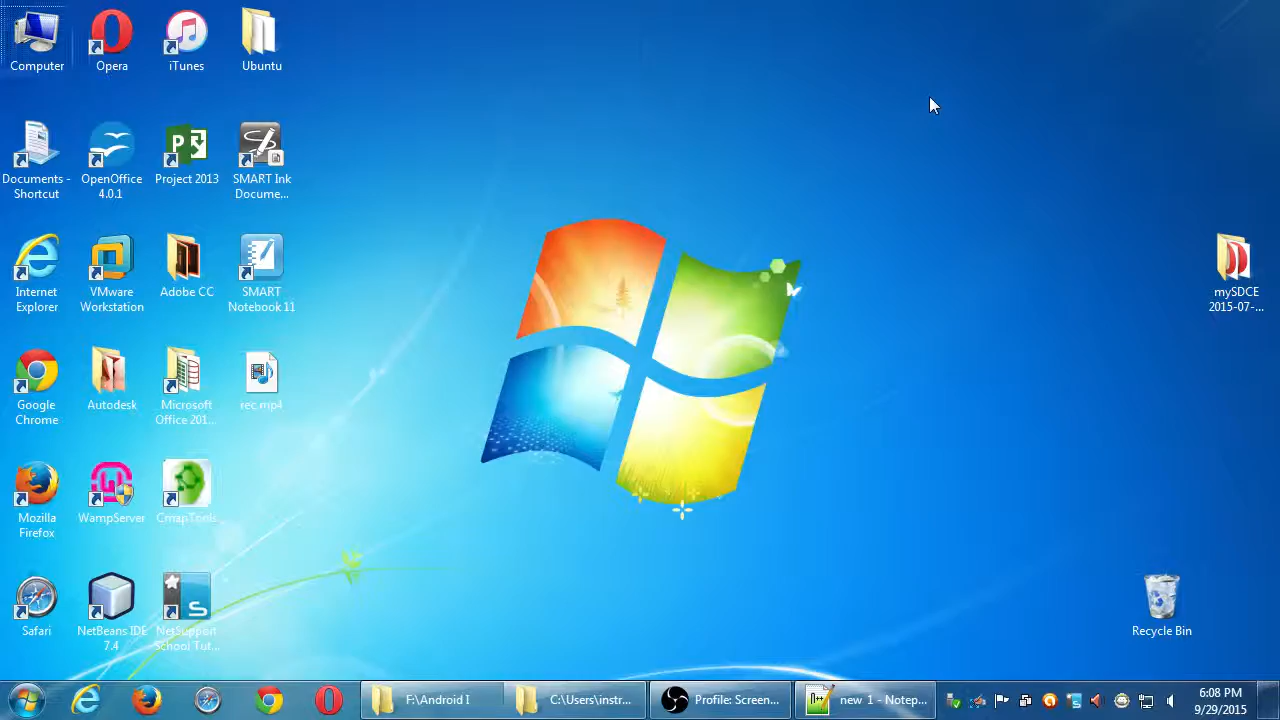 Computer
Opera
iTunes
Ubuntu
Documents -
Shortcut
OpenOffice
4.0.1
Project 2013
SMART Ink
Docume...
Internet
Explorer
VMware
Workstation
Adobe CC
SMART
Notebook 11
mySDCE
2015-07-...
Google
Chrome
Autodesk
Microsoft
Office 201...
rec.mp4
Mozilla
Firefox
WampServer
CmapTools
Safari
NetBeans IDE
7.4
NetSupport
School Tut...
Recycle Bin
F:\Android I
C:\Users\instr...
Profile: Screen...
new 1 - Notep...
6:08 PM
9/29/2015